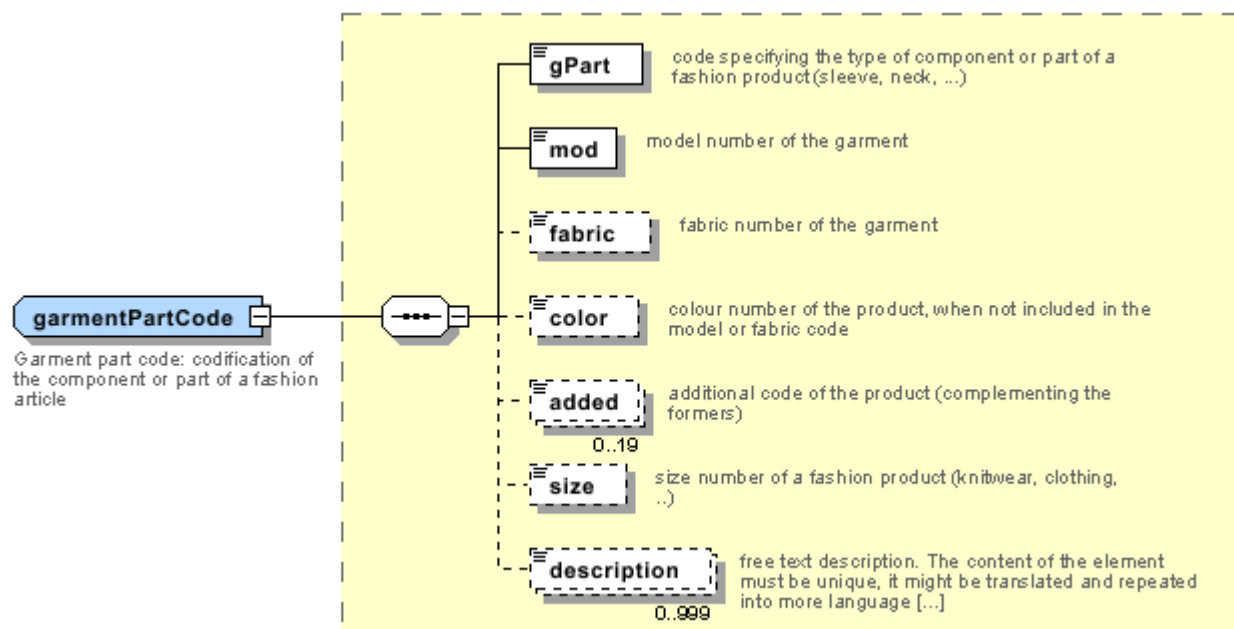 gPart
code specifying the type of component or part of a
fashion product (sleeve, neck, ...)
mod
model number of the garment
fabric
fabric number of the garment
garmentPartCode
Garment part code: codification of
the component or part of a fashion
article
color
colour number of the product, when not included in the
model or fabric code
added
additional code of the product (complementing the
formers)
0..19
size
size number of a fashion product (knitwear, clothing,
..)
description
free text description. The content of the element
must be unique, it might be translated and repeated
into more language [...]
0..999